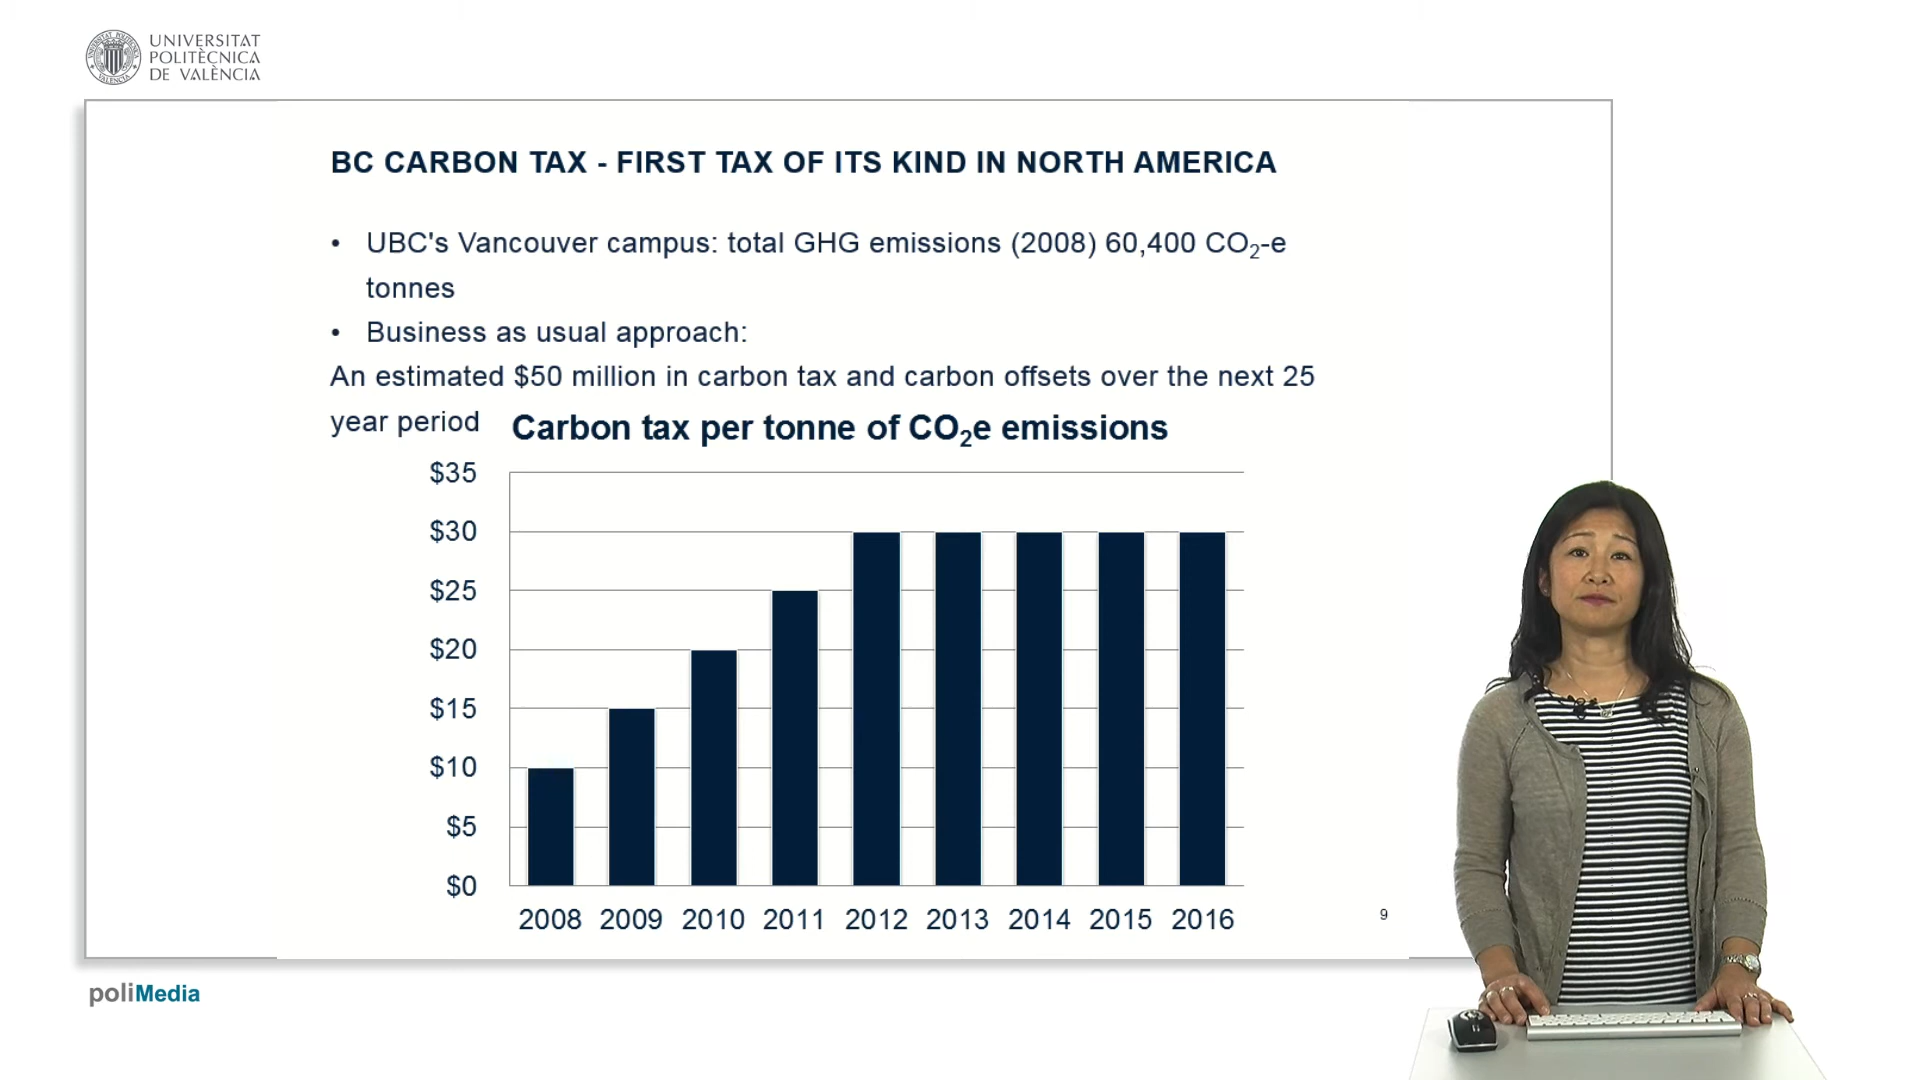 UNIVERSITAT
POLITÈCNICA
DE VALÈNCIA
BC CARBON TAX - FIRST TAX OF ITS KIND IN NORTH AMERICA
• UBC's Vancouver campus: total GHG emissions (2008) 60,400 CO₂-e
tonnes
• Business as usual approach:
An estimated $50 million in carbon tax and carbon offsets over the next 25
year period
Carbon tax per tonne of CO₂e emissions
$35
$30
$25
$20
$15
$10
$5
$0
2008 2009 2010 2011 2012 2013 2014 2015 2016
9
poliMedia